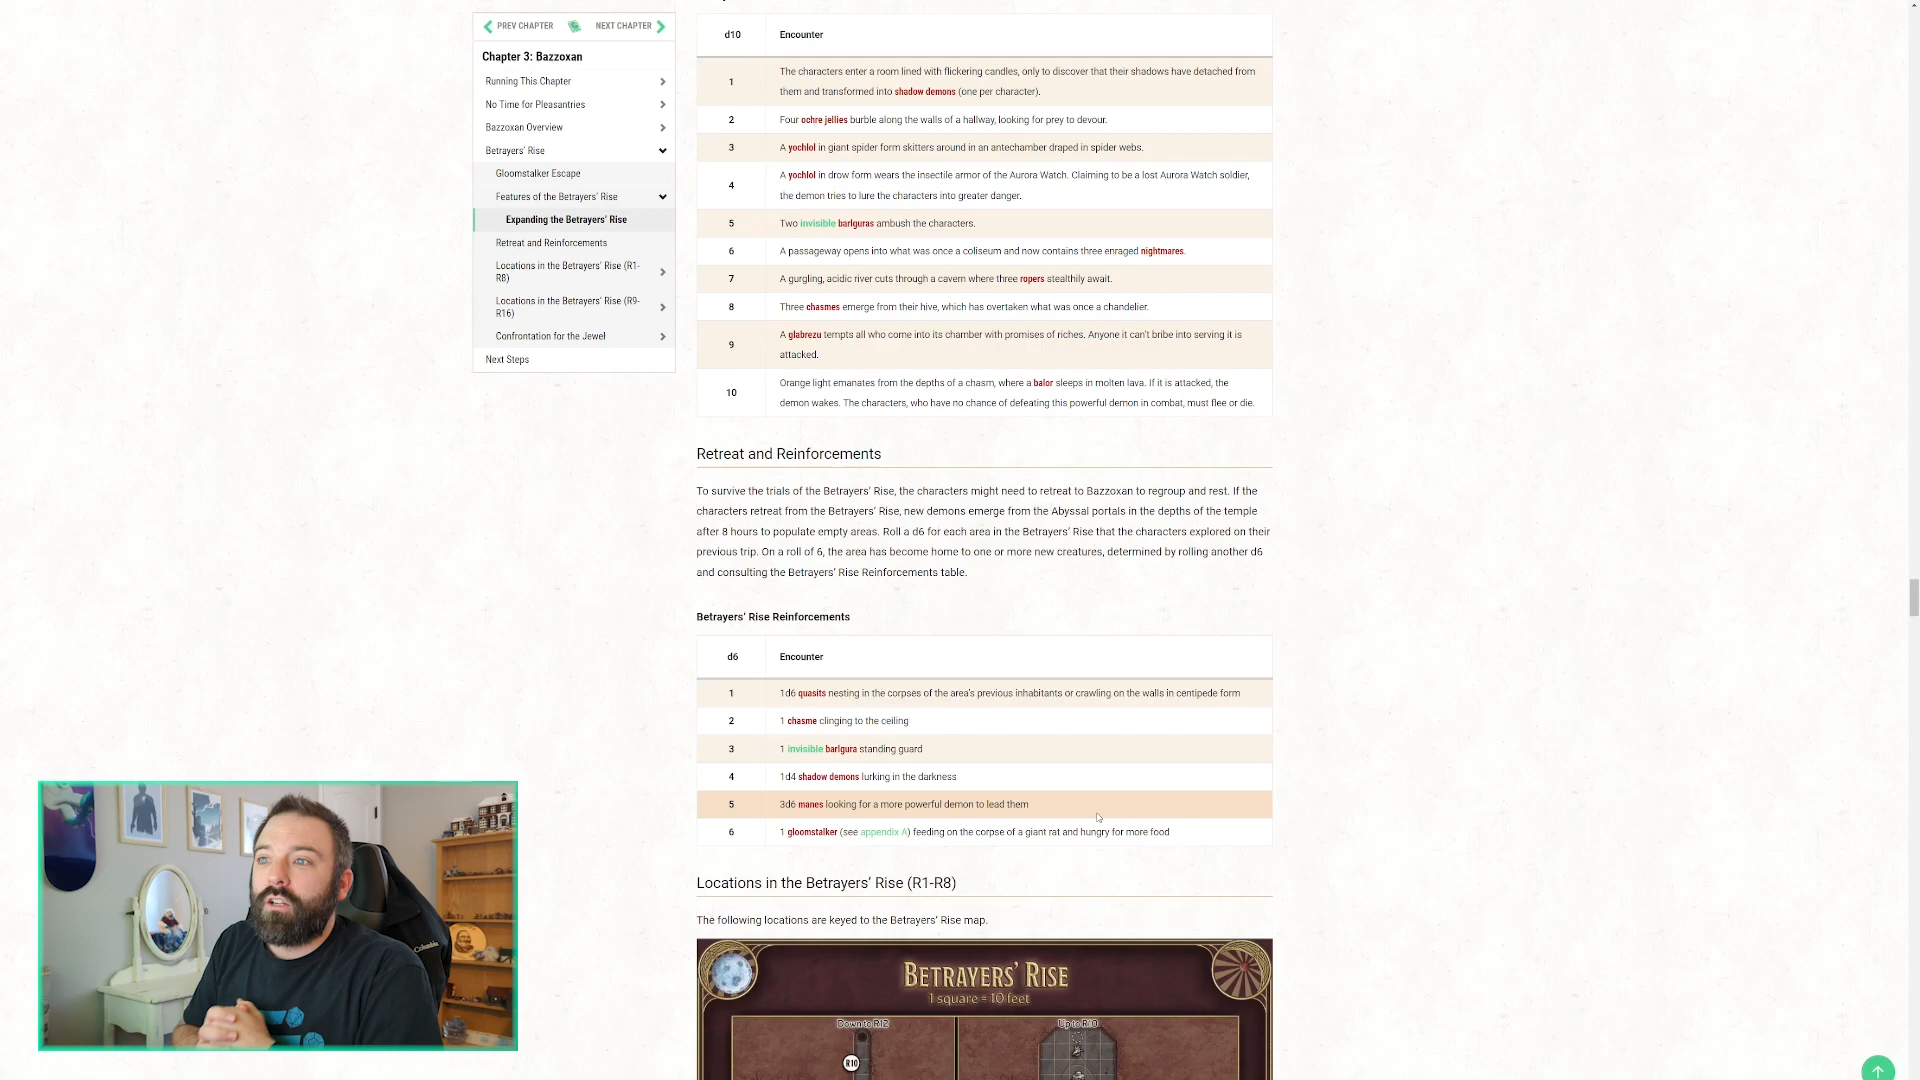 PREV CHAPTER
NEXT CHAPTER
Chapter 3: Bazzoxan
Running This Chapter
No Time for Pleasantries
Bazzoxan Overview
Betrayers' Rise
Gloomstalker Escape
Features of the Betrayers' Rise
Expanding the Betrayers' Rise
Retreat and Reinforcements
Locations in the Betrayers' Rise (R1-
R8)
Locations in the Betrayers' Rise (R9-
R16)
Confrontation for the Jewel
Next Steps
d10 Encounter
1 The characters enter a room lined with flickering candles, only to discover that their shadows have detached from
them and transformed into shadow demons (one per character).
2 Four ochre jellies burble along the walls of a hallway, looking for prey to devour.
3 A yochlol in giant spider form skitters around in an antechamber draped in spider webs.
4 A yochlol in drow form wears the insectile armor of the Aurora Watch. Claiming to be a lost Aurora Watch soldier,
the demon tries to lure the characters into greater danger.
5 Two invisible barlguras ambush the characters.
6 A passageway opens into what was once a coliseum and now contains three enraged nightmares.
7 A gurgling, acidic river cuts through a cavern where three ropers stealthily await.
8 Three chasmes emerge from their hive, which has overtaken what was once a chandelier.
9 A glabrezu tempts all who come into its chamber with promises of riches. Anyone it can't bribe into serving it is
attacked.
10 Orange light emanates from the depths of a chasm, where a balor sleeps in molten lava. If it is attacked, the
demon wakes. The characters, who have no chance of defeating this powerful demon in combat, must flee or die.
Retreat and Reinforcements
To survive the trials of the Betrayers' Rise, the characters might need to retreat to Bazzoxan to regroup and rest. If the
characters retreat from the Betrayers' Rise, new demons emerge from the Abyssal portals in the depths of the temple
after 8 hours to populate empty areas. Roll a d6 for each area in the Betrayers' Rise that the characters explored on their
previous trip. On a roll of 6, the area has become home to one or more new creatures, determined by rolling another d6
and consulting the Betrayers' Rise Reinforcements table.
Betrayers' Rise Reinforcements
d6 Encounter
1 1d6 quasits nesting in the corpses of the area's previous inhabitants or crawling on the walls in centipede form
2 1 chasme clinging to the ceiling
3 1 invisible barlgura standing guard
4 1d4 shadow demons lurking in the darkness
5 3d6 manes looking for a more powerful demon to lead them
6 1 gloomstalker (see appendix A) feeding on the corpse of a giant rat and hungry for more food
Locations in the Betrayers' Rise (R1-R8)
The following locations are keyed to the Betrayers' Rise map.
BETRAYERS' RISE
1 square = 10 feet
Down to R12
Up to R10
R10
Columbia